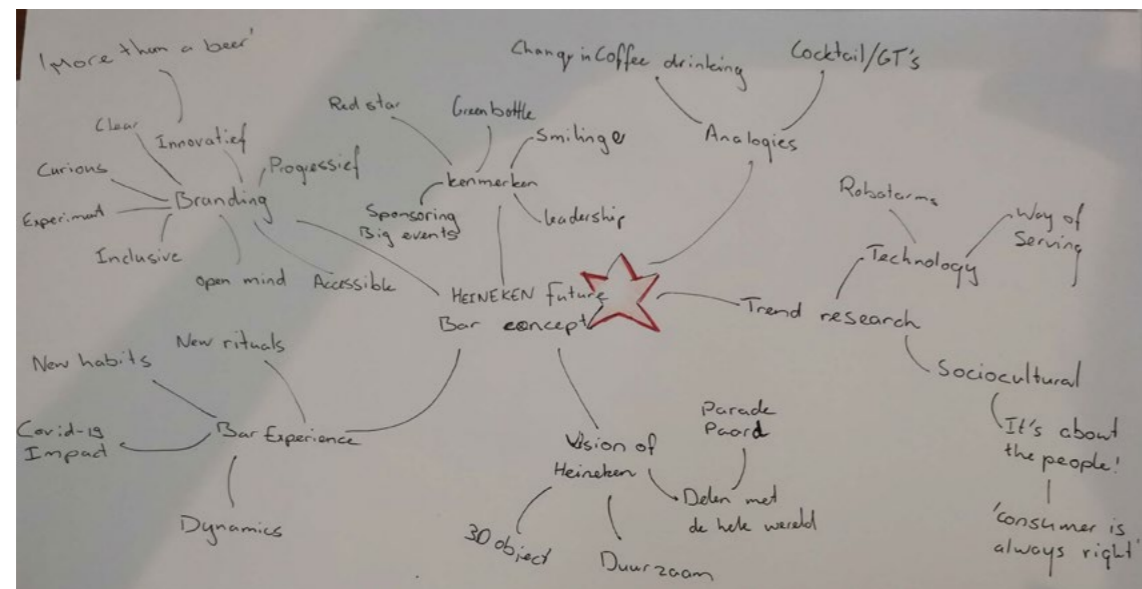 'More than a beer'
Clear
Innovatief
Curious
Progressief
Branding
Experiment
Inclusive
open mind
Accessible
Red star
Green bottle
Smiling e
kenmerken
Sponsoring
Big events
leadership
Change in Coffee drinking
Cocktail/GT's
Analogies
HEINEKEN Future
Bar concept
Robotarms
Way of
Serving
Technology
Trend research
Sociocultural
It's about
the people!
'consumer is
always right'
New rituals
New habits
Covid-19
Impact
Bar Experience
Dynamics
Vision of
Heineken
Parade
Paard
Delen met
de hele wereld
3D object
Duurzaam